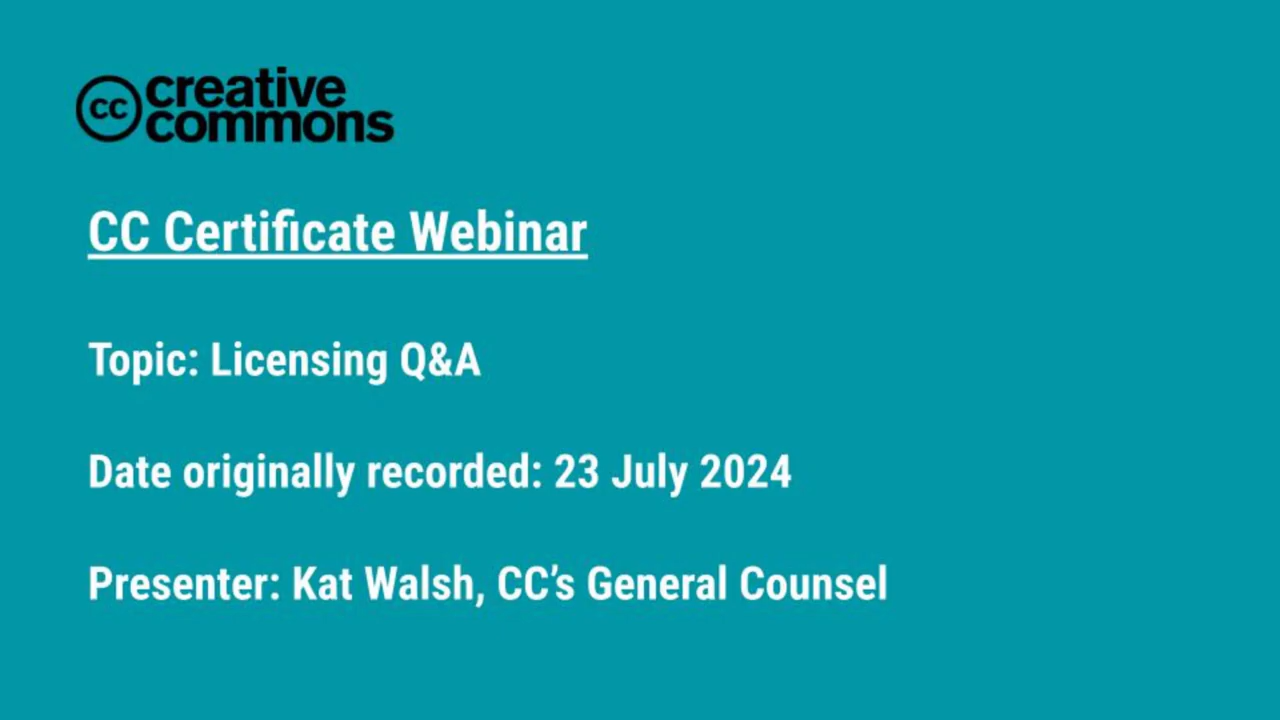 cc creative
commons
CC Certificate Webinar
Topic: Licensing Q&A
Date originally recorded: 23 July 2024
Presenter: Kat Walsh, CC’s General Counsel